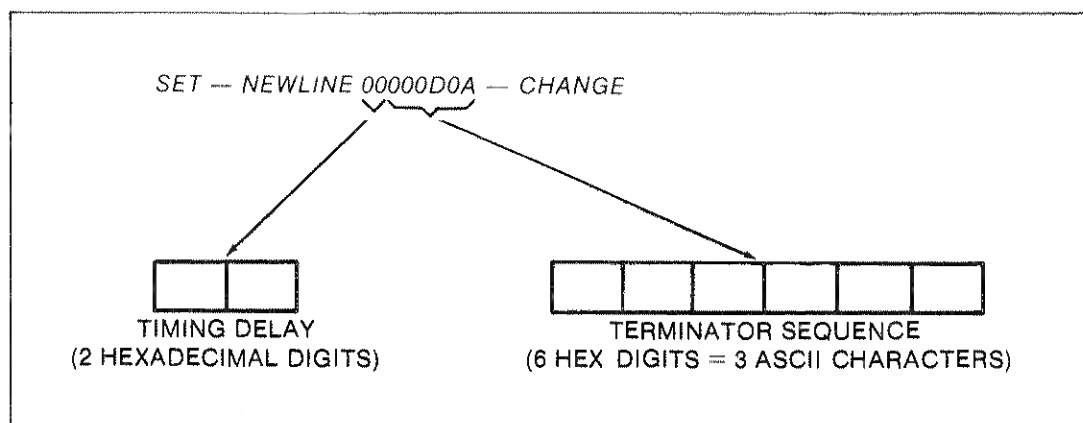 SET — NEWLINE 00000D0A — CHANGE
TIMING DELAY
(2 HEXADECIMAL DIGITS)
TERMINATOR SEQUENCE
(6 HEX DIGITS = 3 ASCII CHARACTERS)